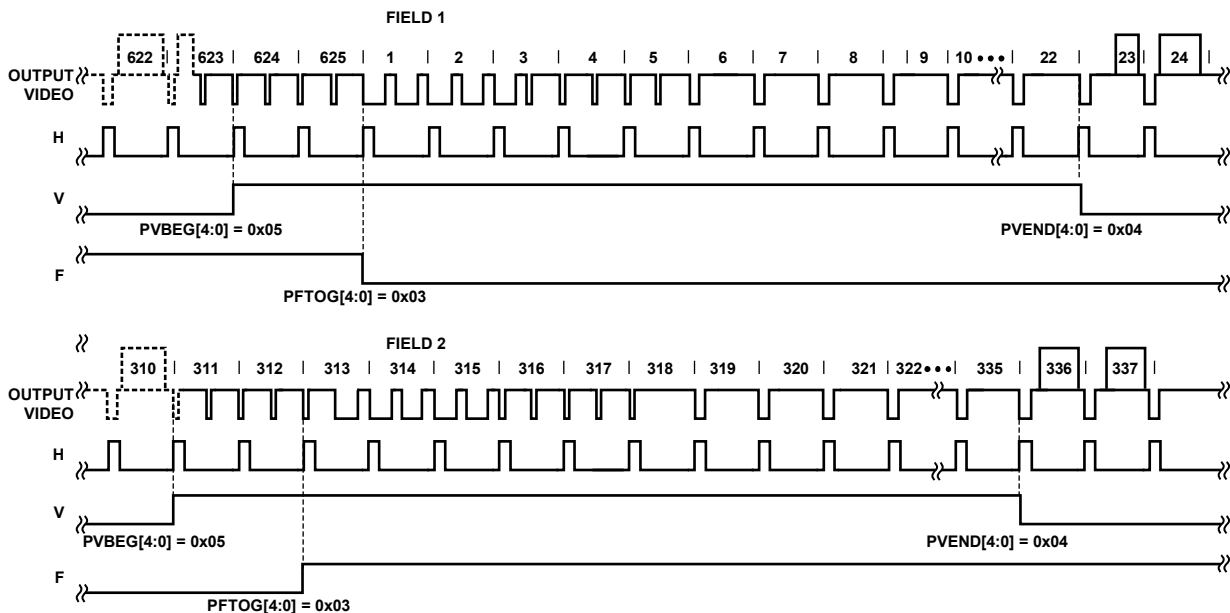 FIELD 1
622 623 624 625 1 2 3 4 5 6 7 8 9 10 ••• 22 23 24
OUTPUT
VIDEO
H
V
PVBEG[4:0] = 0x05 PVEND[4:0] = 0x04
F
PFTOG[4:0] = 0x03
FIELD 2
310 311 312 313 314 315 316 317 318 319 320 321 322 ••• 335 336 337
OUTPUT
VIDEO
H
V
PVBEG[4:0] = 0x05 PVEND[4:0] = 0x04
F
PFTOG[4:0] = 0x03